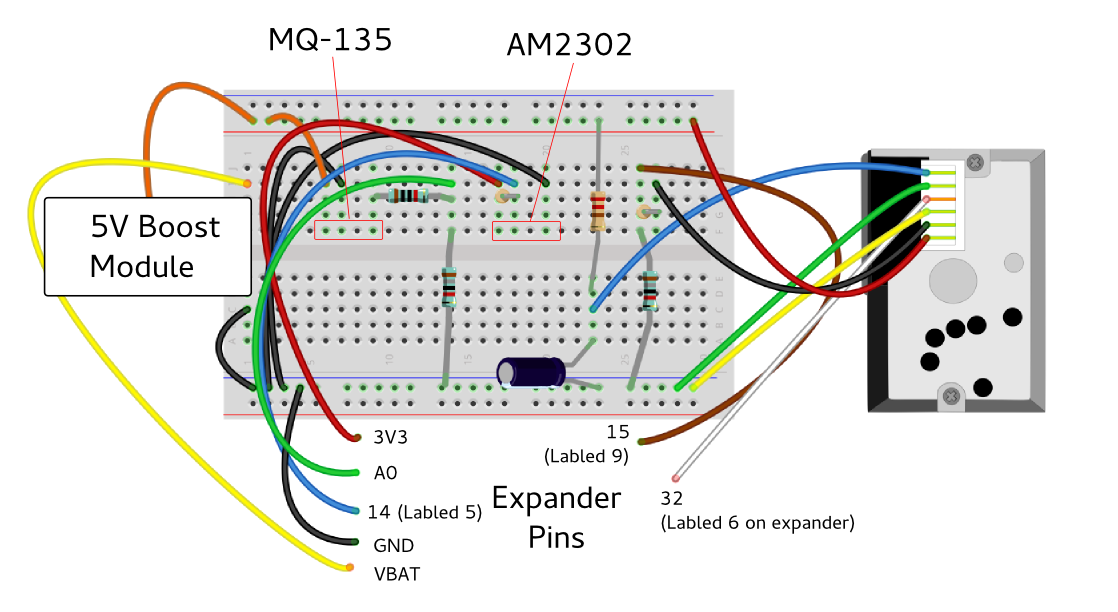 MQ-135
AM2302
5V Boost
Module
3V3
A0
14 (Labled 5)
GND
VBAT
15
(Labled 9)
Expander
Pins
32
(Labled 6 on expander)